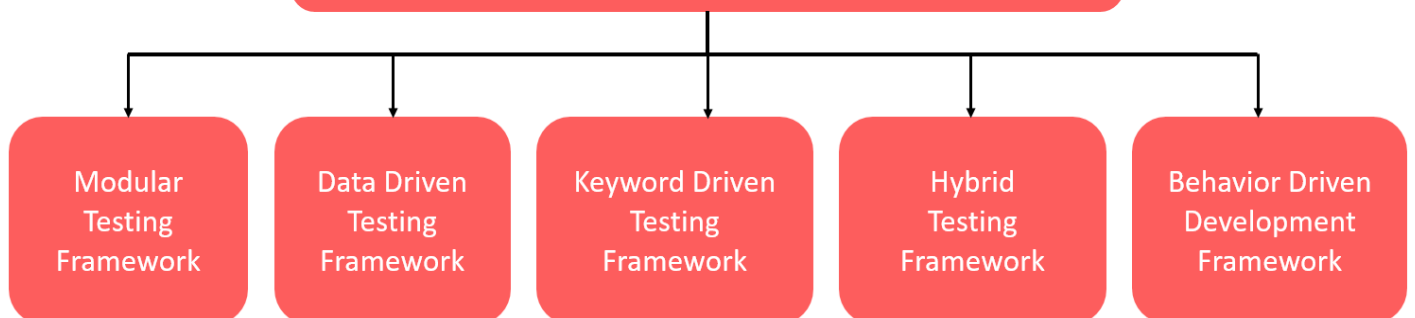 Modular
Testing
Framework
Data Driven
Testing
Framework
Keyword Driven
Testing
Framework
Hybrid
Testing
Framework
Behavior Driven
Development
Framework